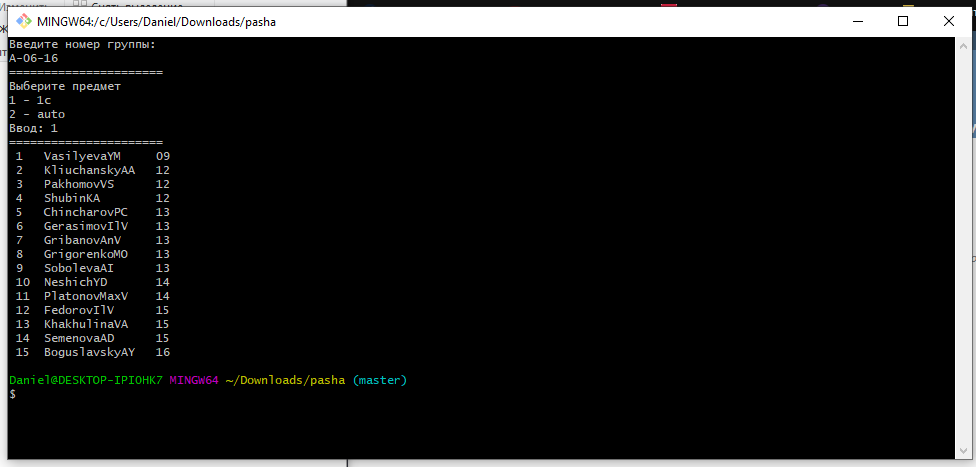 Изменить
Снять выделение
MINGW64:/c/Users/Daniel/Downloads/pasha
Введите номер группы:
A-06-16
======================
Выберите предмет
1 - 1c
2 - auto
Ввод: 1
======================
1 VasilyevaYM 09
2 KliuchanskyAA 12
3 PakhomovVS 12
4 ShubinKA 12
5 ChincharovPC 13
6 GerasimovIlV 13
7 GribanovAnV 13
8 GrigorenkoMO 13
9 SobolevaAI 13
10 NeshichYD 14
11 PlatonovMaxV 14
12 FedorovIlV 15
13 KhakhulinaVA 15
14 SemenovaAD 15
15 BoguslavskyAY 16
Daniel@DESKTOP-IPIOHK7 MINGW64 ~/Downloads/pasha (master)
$